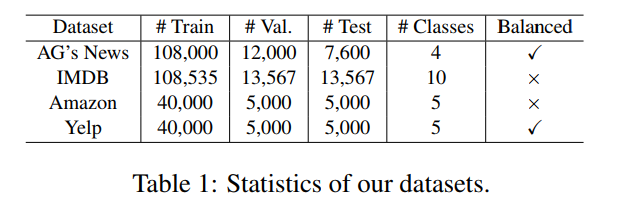 Dataset # Train # Val. # Test # Classes Balanced
AG's News 108,000 12,000 7,600 4 ✓
IMDB 108,535 13,567 13,567 10 ×
Amazon 40,000 5,000 5,000 5 ×
Yelp 40,000 5,000 5,000 5 ✓
Table 1: Statistics of our datasets.